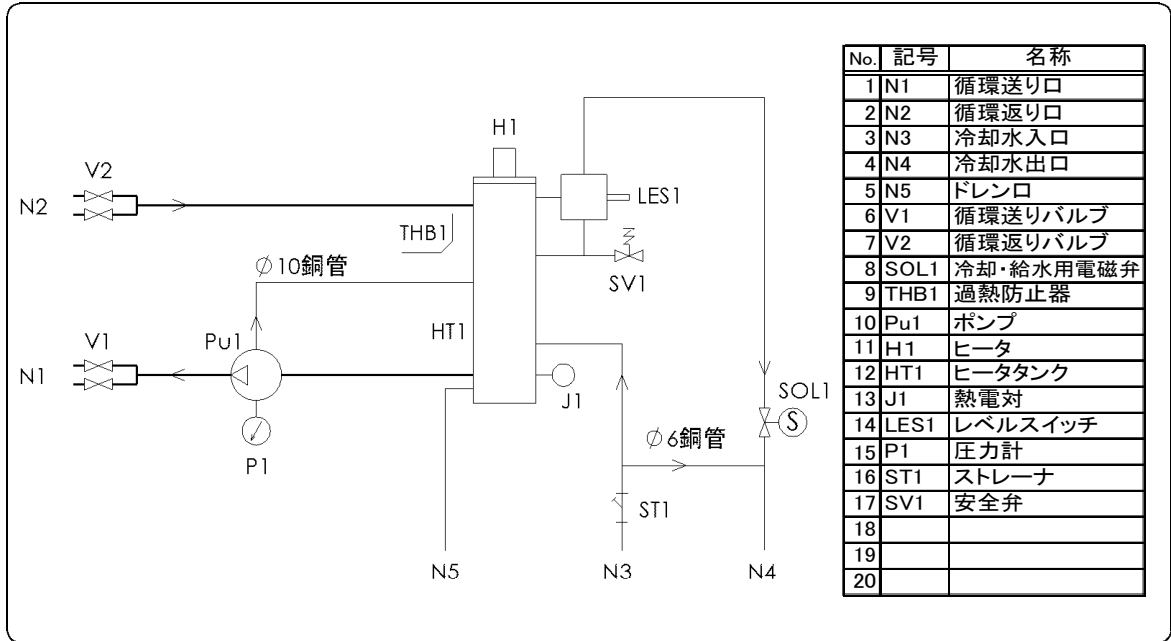 H1
V2
N2
LES1
THB1
∅10銅管
SV1
HT1
V1
Pu1
N1
J1
SOL1
S
∅6銅管
P1
ST1
N5
N3
N4
No. 記号 名称
1 N1 循環送り口
2 N2 循環返り口
3 N3 冷却水入口
4 N4 冷却水出口
5 N5 ドレン口
6 V1 循環送りバルブ
7 V2 循環返りバルブ
8 SOL1 冷却・給水用電磁弁
9 THB1 過熱防止器
10 Pu1 ポンプ
11 H1 ヒータ
12 HT1 ヒータタンク
13 J1 熱電対
14 LES1 レベルスイッチ
15 P1 圧力計
16 ST1 ストレーナ
17 SV1 安全弁
18
19
20